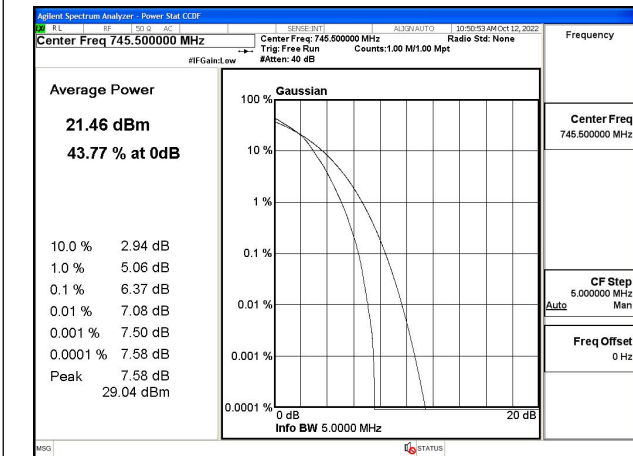 Agilent Spectrum Analyzer - Power Stat CCDF
LXI RL RF 50 Ω AC SENSE:INT ALIGNAUTO 10:50:53 AM Oct 12, 2022
Center Freq 745.500000 MHz
Center Freq: 745.500000 MHz Radio Std: None
Trig: Free Run Counts:1.00 M/1.00 Mpt
#IFGain:Low #Atten: 40 dB
Frequency
Average Power
21.46 dBm
43.77 % at 0dB
10.0 % 2.94 dB
1.0 % 5.06 dB
0.1 % 6.37 dB
0.01 % 7.08 dB
0.001 % 7.50 dB
0.0001 % 7.58 dB
Peak 7.58 dB
29.04 dBm
Gaussian
100 %
10 %
1 %
0.1 %
0.01 %
0.001 %
0.0001 %
0 dB 20 dB
Info BW 5.0000 MHz
Center Freq
745.500000 MHz
CF Step
5.000000 MHz
Auto Man
Freq Offset
0 Hz
MSG STATUS